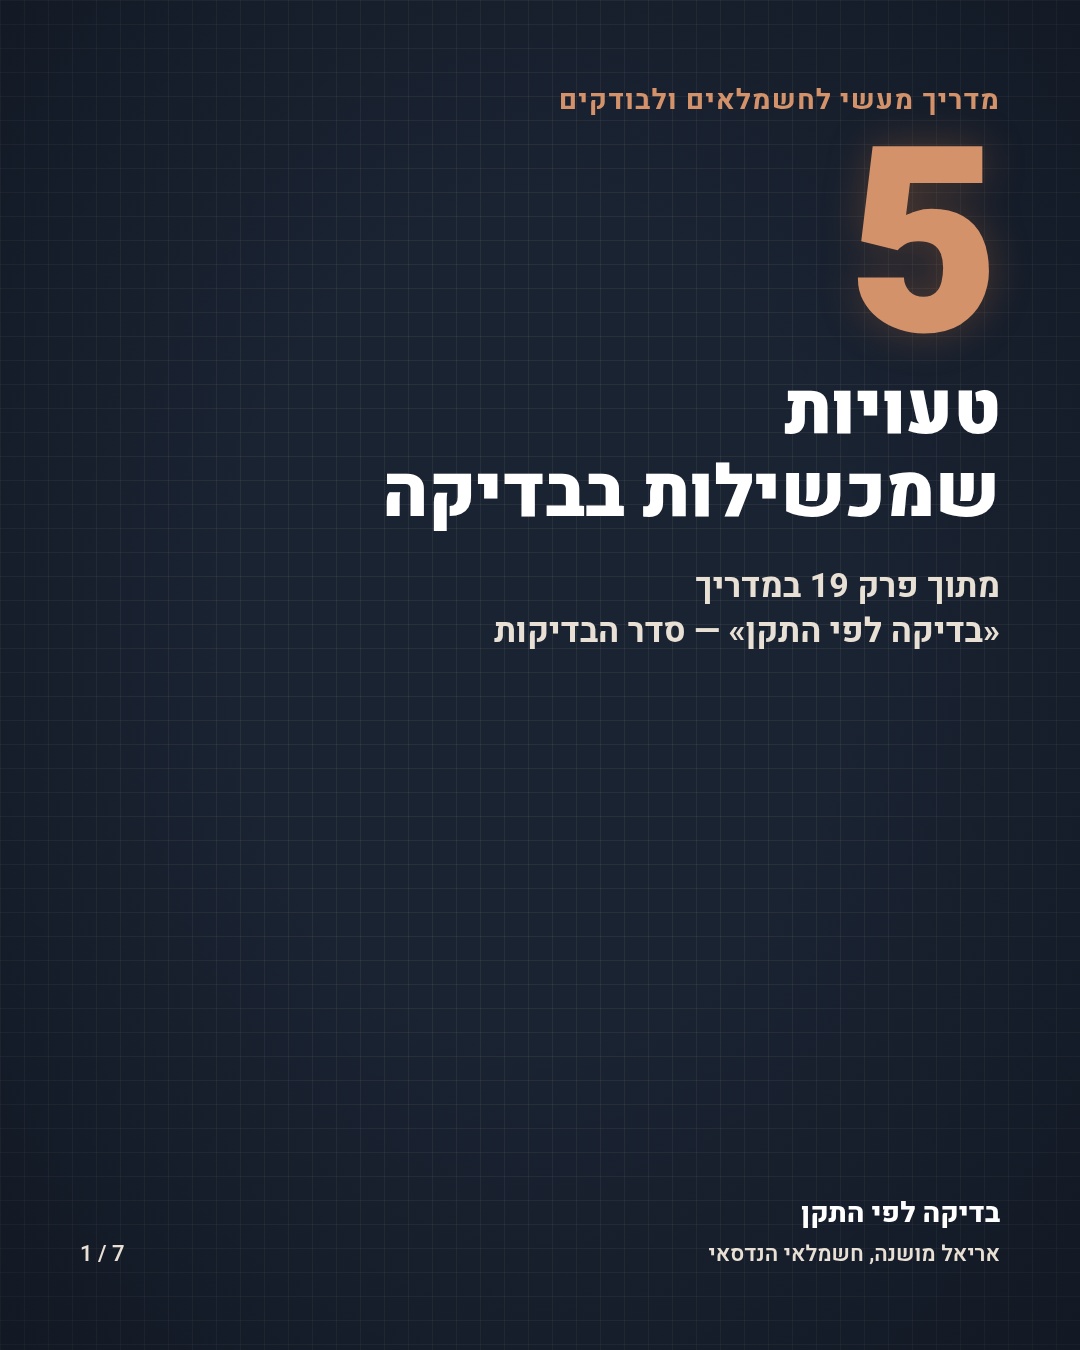 מדריך מעשי לחשמלאים ולבודקים
5
טעויות
שמכשילות בבדיקה
מתוך פרק 19 במדריך
«בדיקה לפי התקן» — סדר הבדיקות
בדיקה לפי התקן
אריאל מושנה, חשמלאי הנדסאי
1 / 7